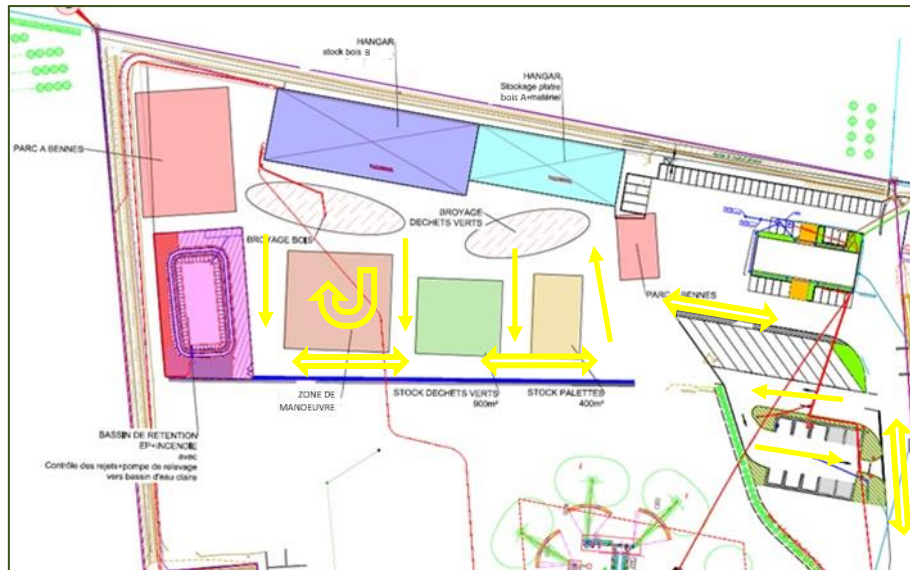 HANGAR
stock bois B
HANGAR
Stockage platre
bois A+matériel
PARC A BENNES
BROYAGE
DECHETS VERTS
BROYAGE BOIS
PARC A BENNES
ZONE DE
MANOEUVRE
STOCK DECHETS VERTS
900m²
STOCK PALETTES
400m²
BASSIN DE RETENTION
EP+INCENDIE
avec
Contrôle des rejets+pompe de relevage
vers bassin d'eau claire